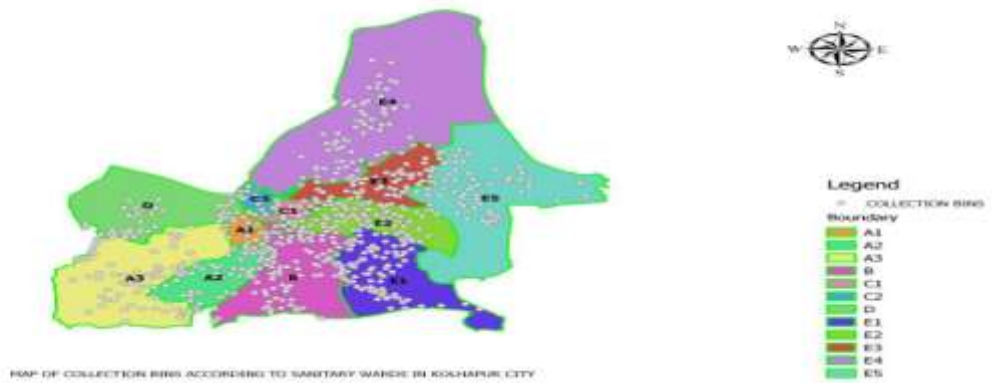 N
W E
S
E4
E3
E5
C2
D
C1
A1
E2
A3
A2
B
E1
Legend
COLLECTION BINS
Boundary
A1
A2
A3
B
C1
C2
D
E1
E2
E3
E4
E5
MAP OF COLLECTION BINS ACCORDING TO SANITARY WARDS IN KOLHAPUR CITY